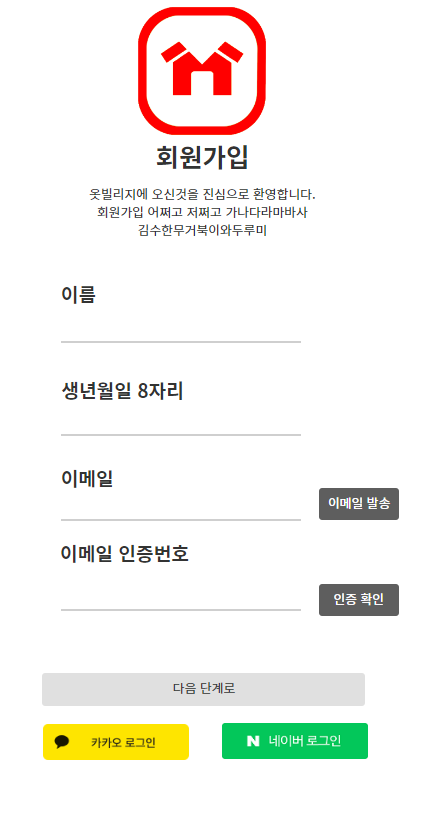 회원가입
옷빌리지에 오신것을 진심으로 환영합니다.
회원가입 어쩌고 저쩌고 가나다라마바사
김수한무거북이와두루미
이름
생년월일 8자리
이메일
이메일 발송
이메일 인증번호
인증 확인
다음 단계로
카카오 로그인
네이버 로그인